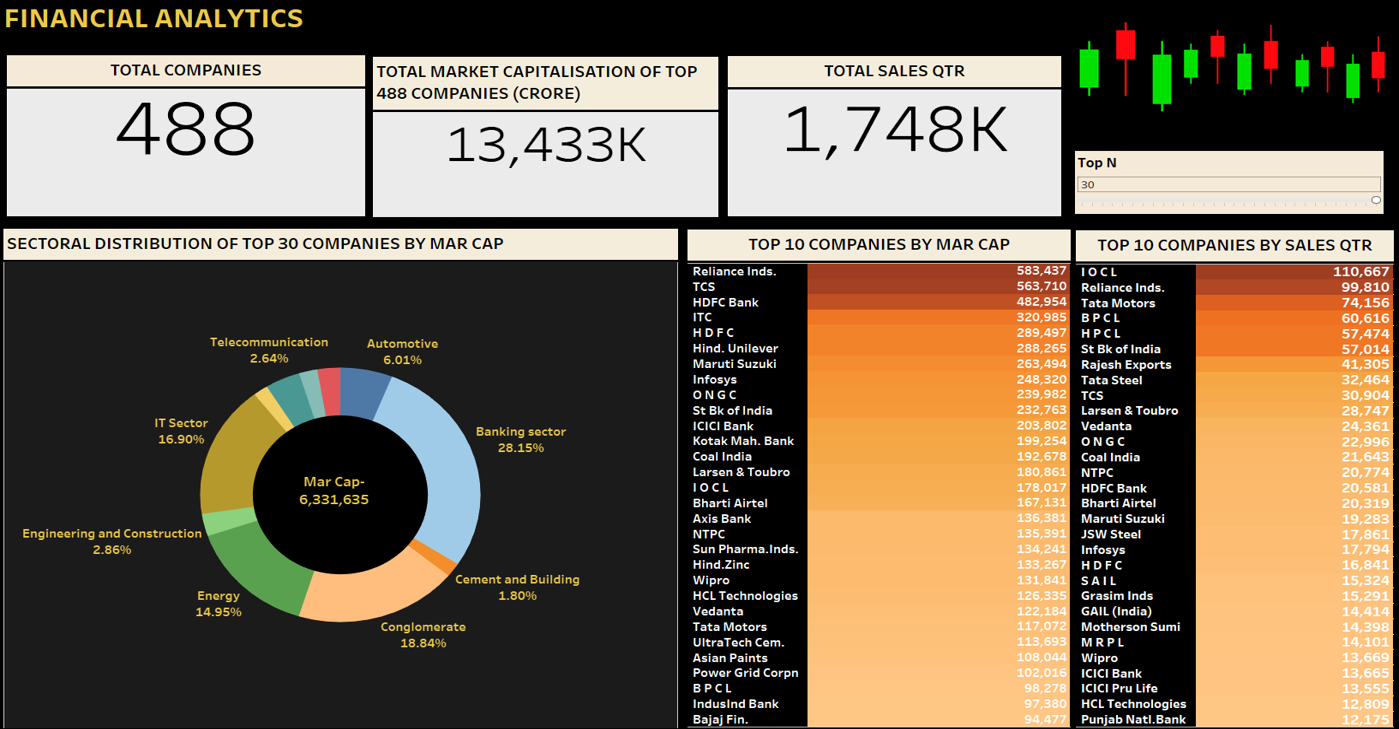 FINANCIAL ANALYTICS
TOTAL COMPANIES
488
TOTAL MARKET CAPITALISATION OF TOP
488 COMPANIES (CRORE)
13,433K
TOTAL SALES QTR
1,748K
Top N
30
SECTORAL DISTRIBUTION OF TOP 30 COMPANIES BY MAR CAP
Telecommunication
2.64%
Automotive
6.01%
IT Sector
16.90%
Banking sector
28.15%
Mar Cap-
6,331,635
Engineering and Construction
2.86%
Cement and Building
1.80%
Energy
14.95%
Conglomerate
18.84%
TOP 10 COMPANIES BY MAR CAP
Reliance Inds. 583,437
TCS 563,710
HDFC Bank 482,954
ITC 320,985
H D F C 289,497
Hind. Unilever 288,265
Maruti Suzuki 263,494
Infosys 248,320
O N G C 239,982
St Bk of India 232,763
ICICI Bank 203,802
Kotak Mah. Bank 199,254
Coal India 192,678
Larsen & Toubro 180,861
I O C L 178,017
Bharti Airtel 167,131
Axis Bank 136,381
NTPC 135,391
Sun Pharma.Inds. 134,241
Hind.Zinc 133,267
Wipro 131,841
HCL Technologies 126,335
Vedanta 122,184
Tata Motors 117,072
UltraTech Cem. 113,693
Asian Paints 108,044
Power Grid Corpn 102,016
B P C L 98,278
IndusInd Bank 97,380
Bajaj Fin. 94,477
TOP 10 COMPANIES BY SALES QTR
I O C L 110,667
Reliance Inds. 99,810
Tata Motors 74,156
B P C L 60,616
H P C L 57,474
St Bk of India 57,014
Rajesh Exports 41,305
Tata Steel 32,464
TCS 30,904
Larsen & Toubro 28,747
Vedanta 24,361
O N G C 22,996
Coal India 21,643
NTPC 20,774
HDFC Bank 20,581
Bharti Airtel 20,319
Maruti Suzuki 19,283
JSW Steel 17,861
Infosys 17,794
H D F C 16,841
S A I L 15,324
Grasim Inds 15,291
GAIL (India) 14,414
Motherson Sumi 14,398
M R P L 14,101
Wipro 13,669
ICICI Bank 13,665
ICICI Pru Life 13,555
HCL Technologies 12,809
Punjab Natl.Bank 12,175